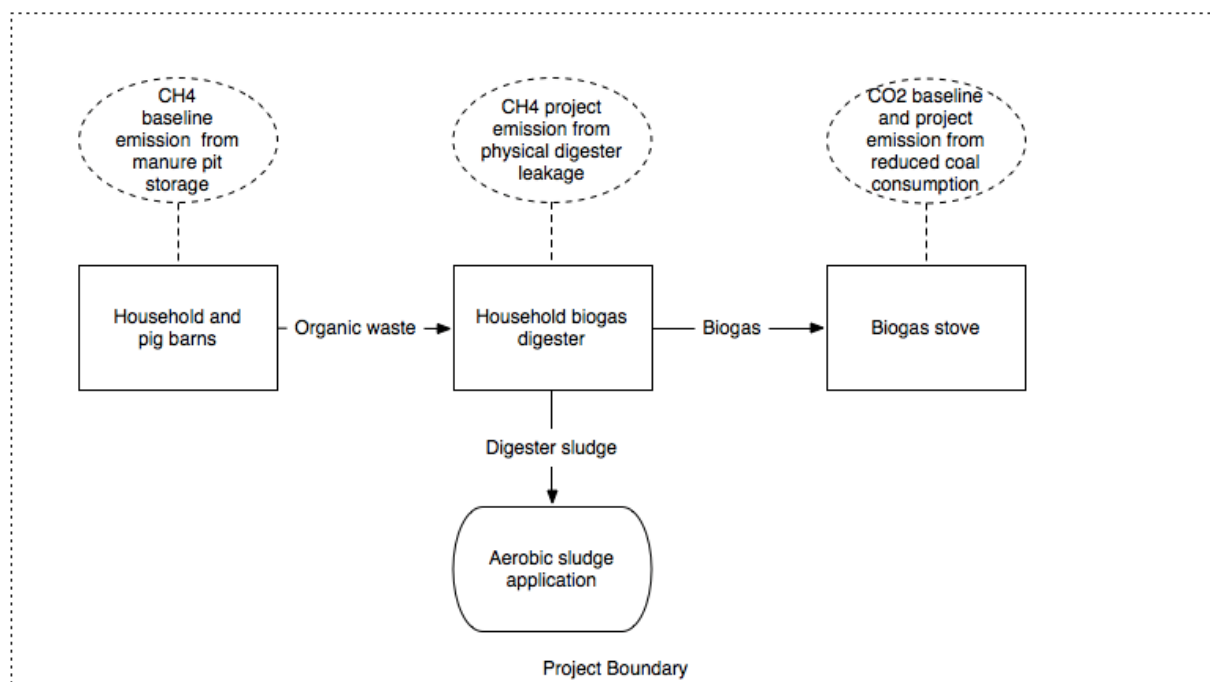 CH4
baseline
emission from
manure pit
storage
CH4 project
emission from
physical digester
leakage
CO2 baseline
and project
emission from
reduced coal
consumption
Household and
pig barns
Organic waste
Household biogas
digester
Biogas
Biogas stove
Digester sludge
Aerobic sludge
application
Project Boundary